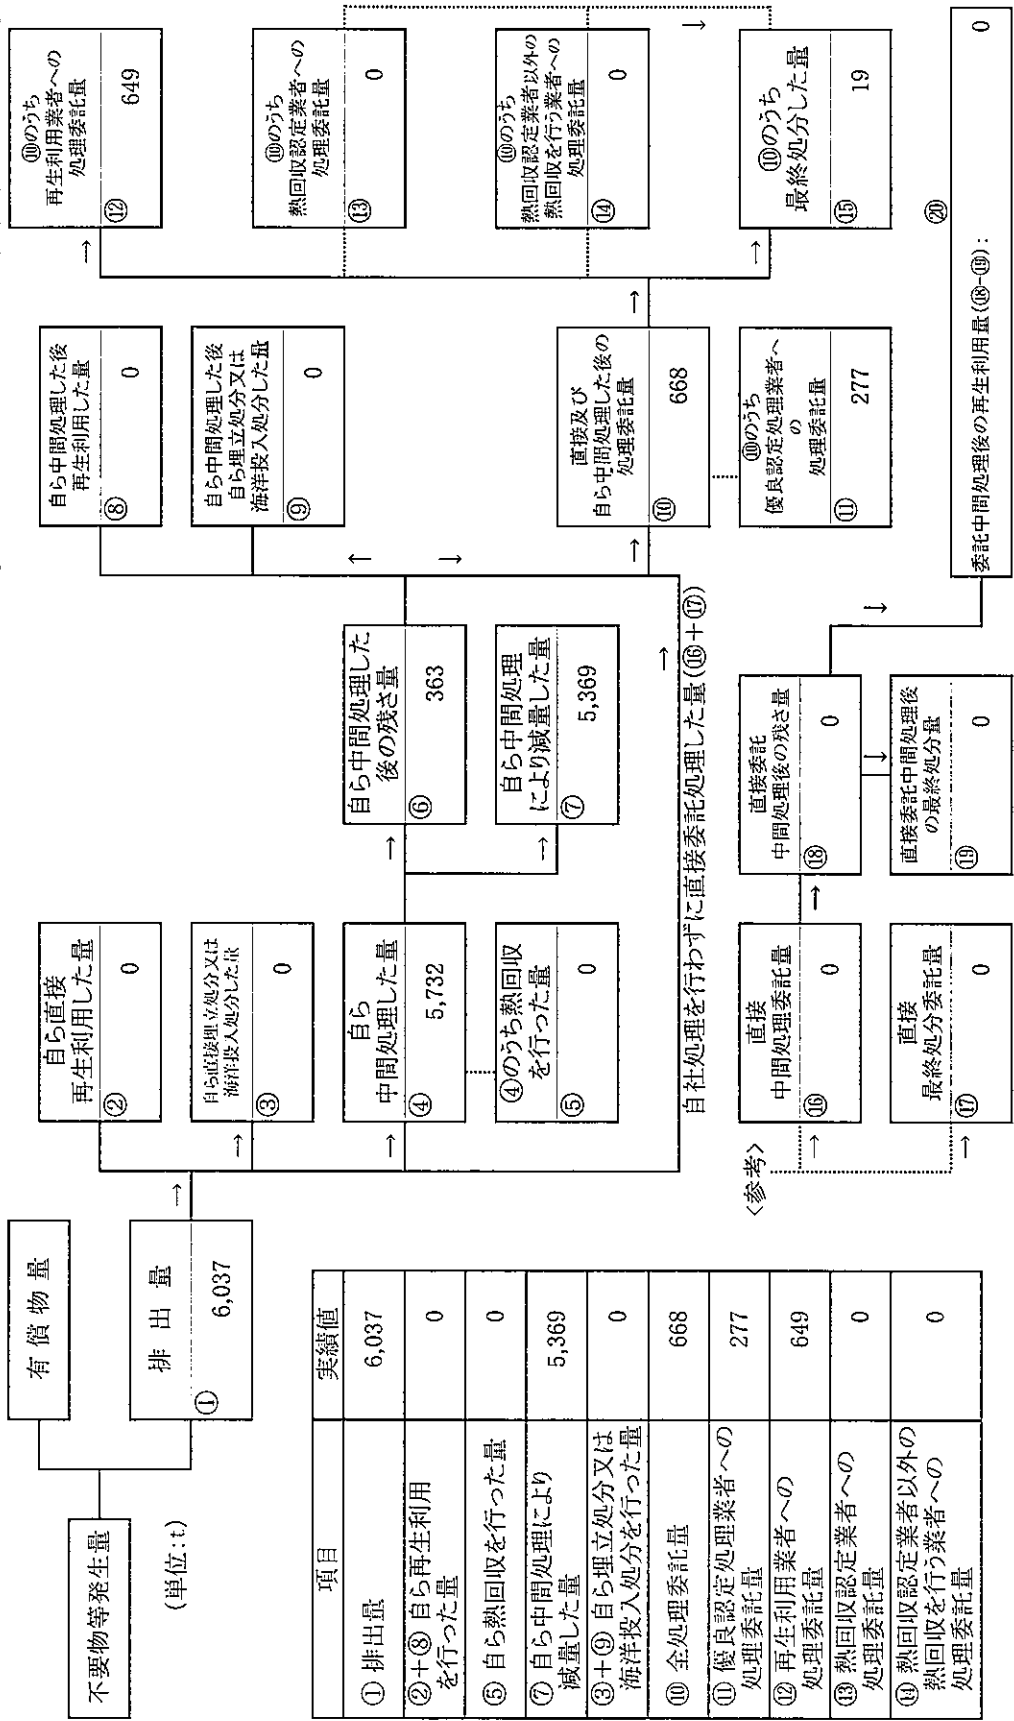 不要物等発生量
(単位:t)
有償物量
排出量
①
6,037
項目
実績値
① 排出量
6,037
②+⑧ 自ら再生利用
を行った量
0
⑤ 自ら熱回収を行った量
0
⑦ 自ら中間処理により
減量した量
5,369
③+⑨ 自ら埋立処分又は
海洋投入処分を行った量
0
⑩ 全処理委託量
668
⑪ 優良認定処理業者への
処理委託量
277
⑫ 再生利用業者への
処理委託量
649
⑬ 熱回収認定業者への
処理委託量
0
⑭ 熱回収認定業者以外の
熱回収を行う業者への
処理委託量
0
→
自ら直接
再生利用した量
②
0
→
自ら直接埋立処分又は
海洋投入処分した量
③
0
→
自ら
中間処理した量
④
5,732
④のうち熱回収
を行った量
⑤
0
→
自ら中間処理した
後の残さ量
⑥
363
→
自ら中間処理
により減量した量
⑦
5,369
→
自社処理を行わずに直接委託処理した量(⑯+⑰)
自ら中間処理した後
再生利用した量
⑧
0
自ら中間処理した後
自ら埋立処分又は
海洋投入処分した量
⑨
0
↑
↓
→
直接及び
自ら中間処理した後の
処理委託量
⑩
668
⑩のうち
優良認定処理業者へ
の
処理委託量
⑪
277
→
→
⑩のうち
再生利用業者への
処理委託量
⑫
649
⑩のうち
熱回収認定業者への
処理委託量
⑬
0
⑩のうち
熱回収認定業者以外の
熱回収を行う業者への
処理委託量
⑭
0
↓
→
⑩のうち
最終処分した量
⑮
19
<参考>
→
直接
中間処理委託量
⑯
0
→
直接
最終処分委託量
⑰
0
→
直接委託
中間処理後の残さ量
⑱
0
↓
直接委託中間処理後
の最終処分量
⑲
0
↓
⑳
委託中間処理後の再生利用量(⑱-⑲):
0